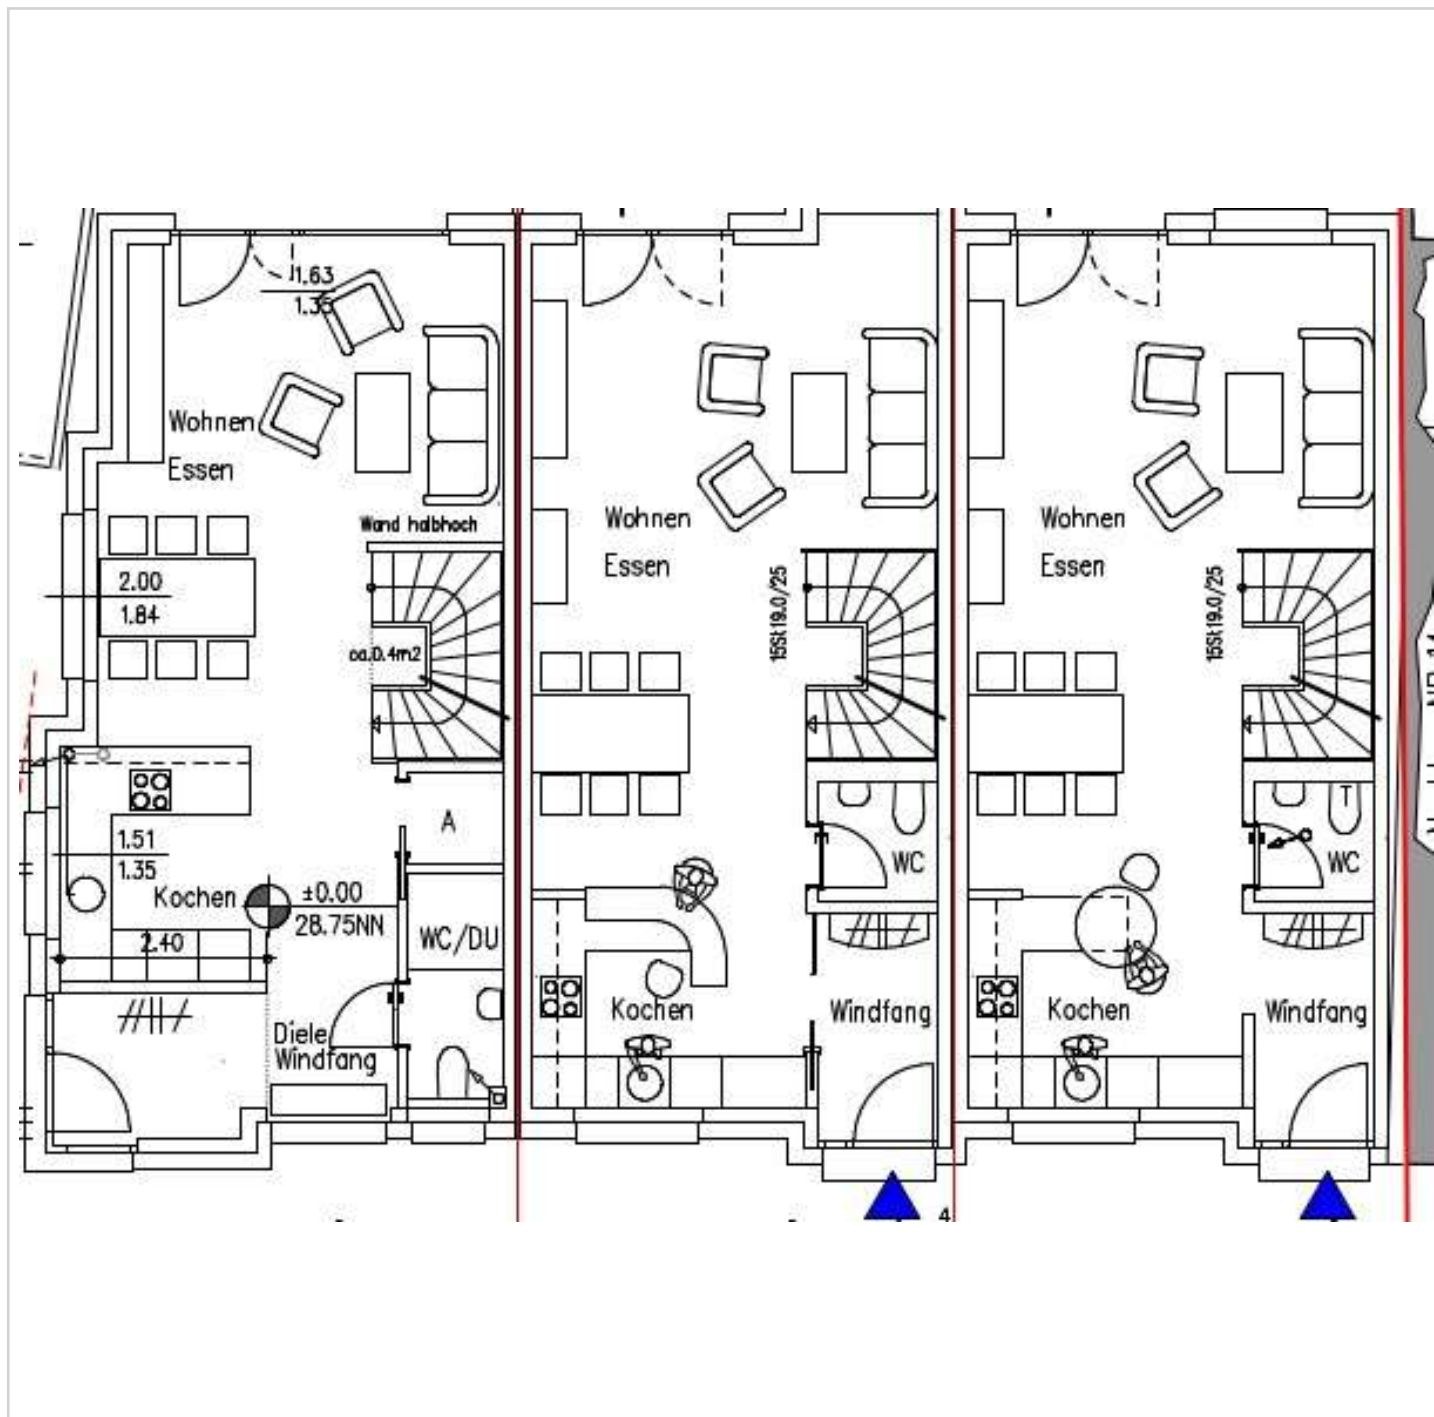 1.63
1.35
Wohnen
Essen
Wand halbhoch
2.00
1.84
ca.0.4m2
A
1.51
1.35
Kochen
±0.00
28.75NN
2.40
WC/DU
Diele
Windfang
Wohnen
Essen
15St19.0/25
WC
Kochen
Windfang
4
Wohnen
Essen
15St19.0/25
T
WC
Kochen
Windfang